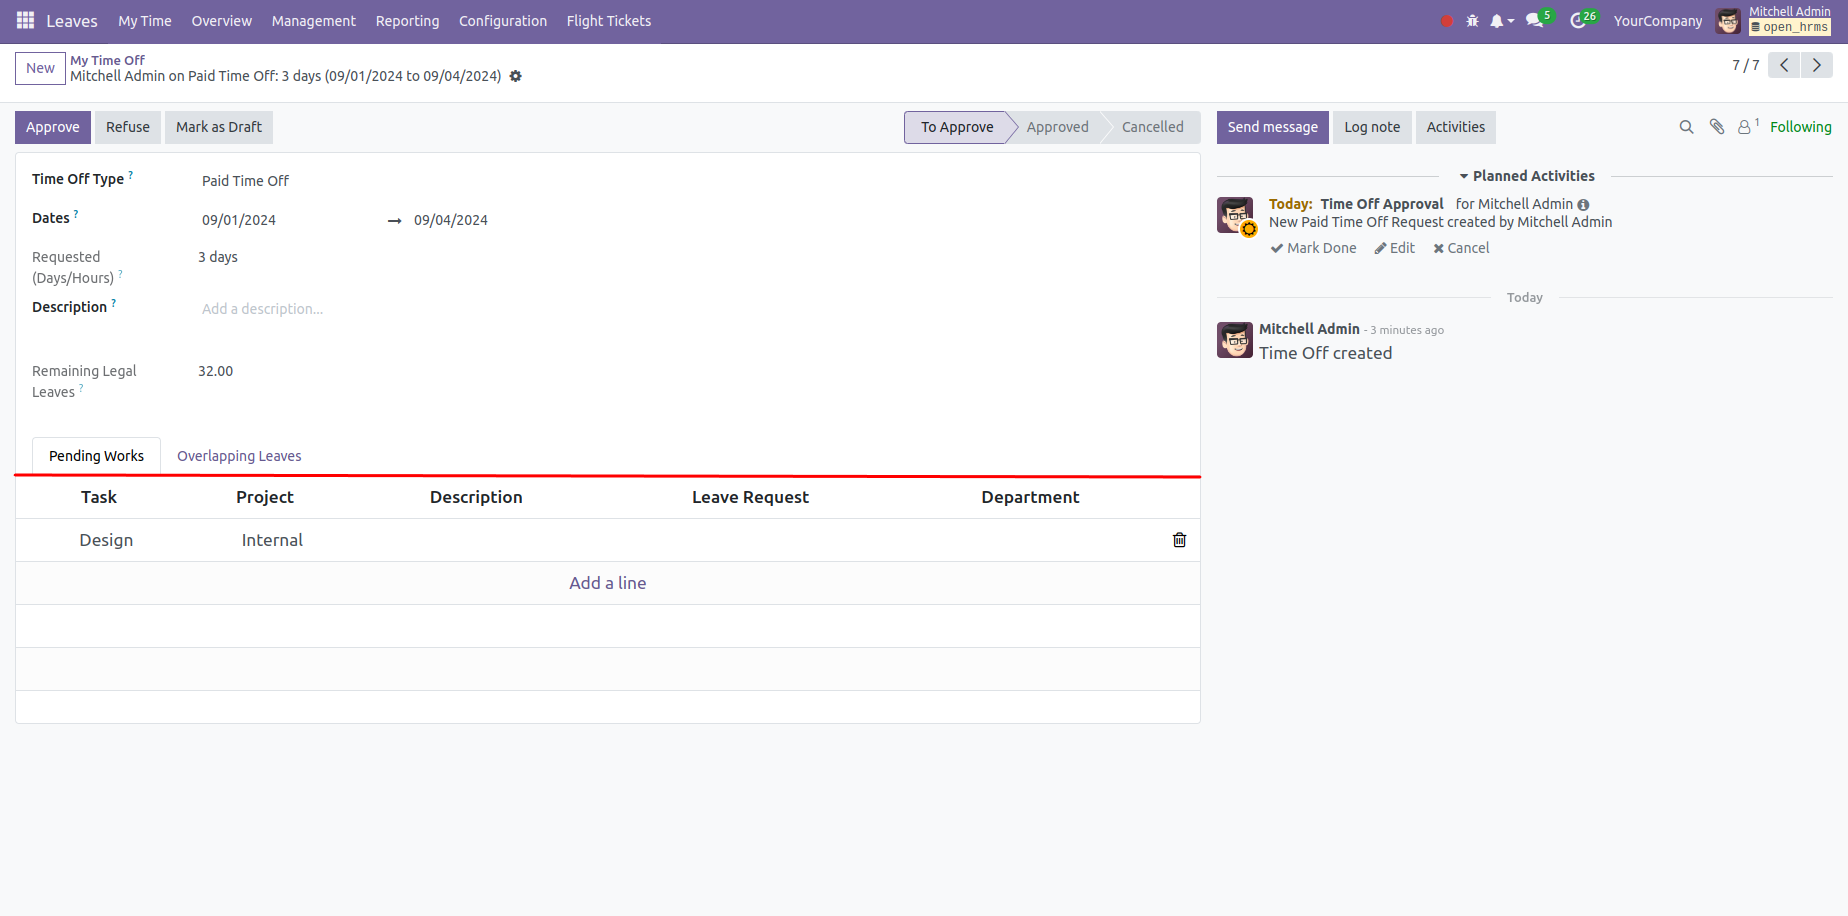 Leaves My Time Overview Management Reporting Configuration Flight Tickets 5 26 YourCompany Mitchell Admin
open_hrms
New My Time Off
Mitchell Admin on Paid Time Off: 3 days (09/01/2024 to 09/04/2024) 7 / 7
Approve Refuse Mark as Draft To Approve Approved Cancelled
Time Off Type ? Paid Time Off
Dates ? 09/01/2024 → 09/04/2024
Requested
(Days/Hours) ? 3 days
Description ? Add a description...
Remaining Legal
Leaves ? 32.00
Pending Works Overlapping Leaves
Task Project Description Leave Request Department
Design Internal
Add a line
Send message Log note Activities 1 Following
Planned Activities
Today: Time Off Approval for Mitchell Admin
New Paid Time Off Request created by Mitchell Admin
Mark Done Edit Cancel
Today
Mitchell Admin - 3 minutes ago
Time Off created